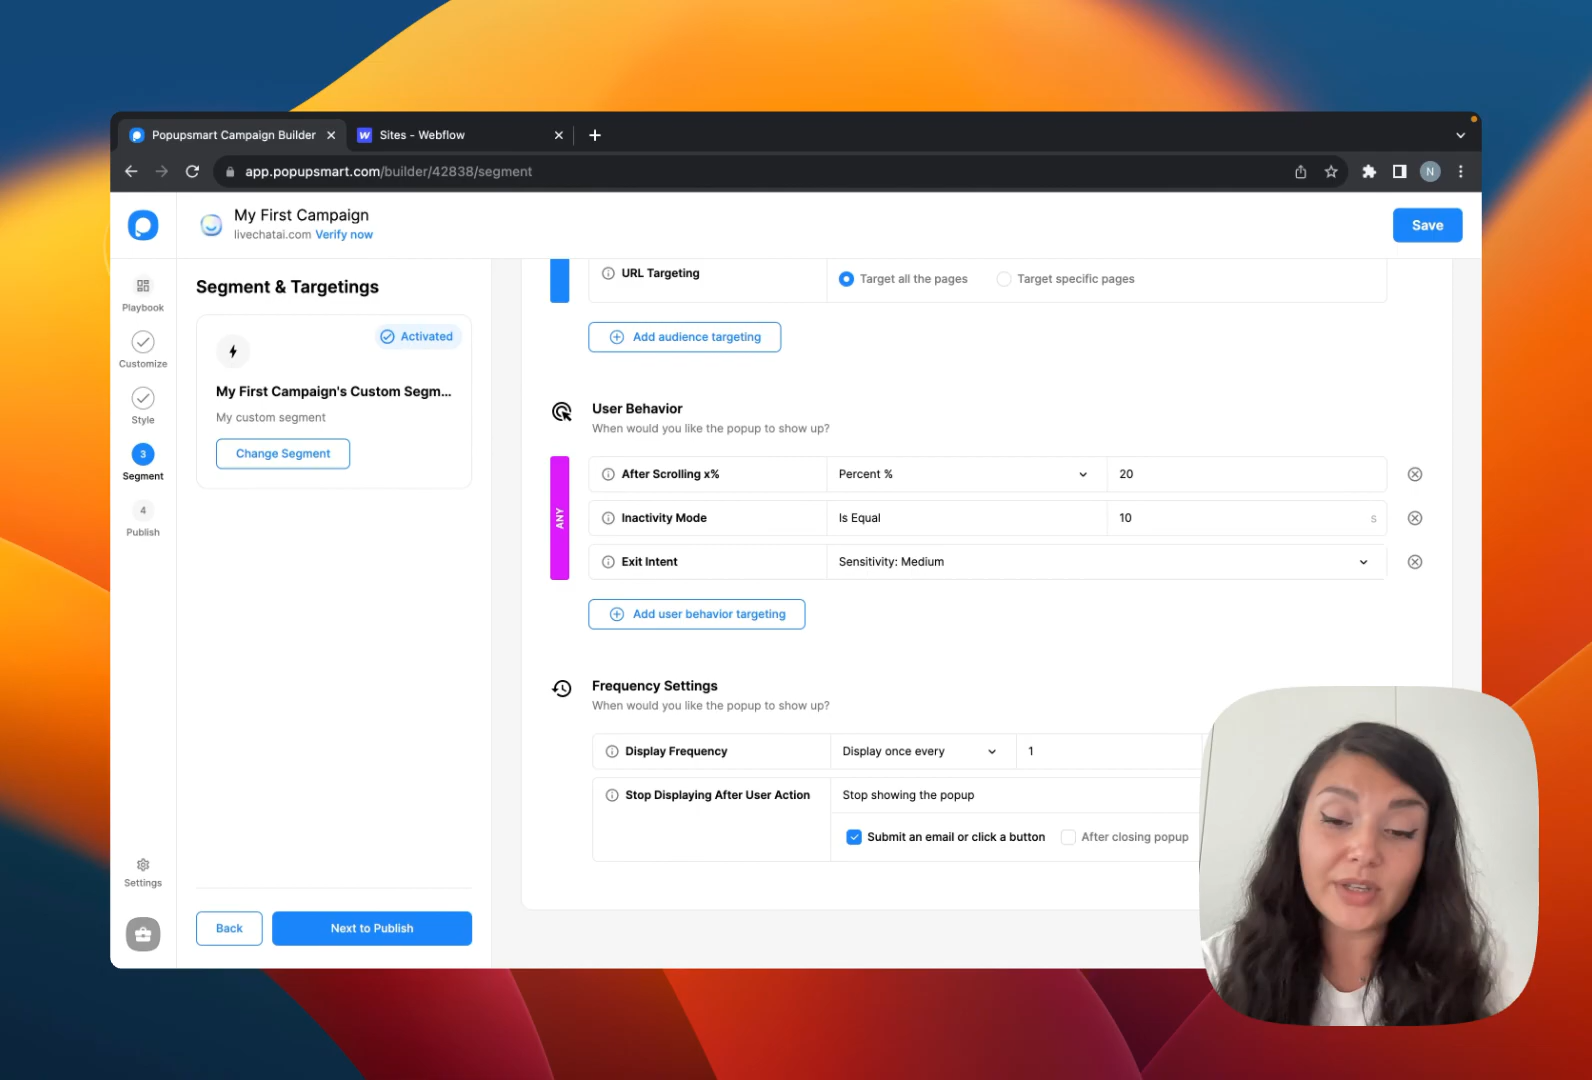 Popupsmart Campaign Builder
Sites - Webflow
app.popupsmart.com/builder/42838/segment
N
My First Campaign
livechatai.com Verify now
Save
Playbook
Customize
Style
3
Segment
4
Publish
Settings
Segment & Targetings
Activated
My First Campaign's Custom Segm...
My custom segment
Change Segment
Back
Next to Publish
URL Targeting
Target all the pages
Target specific pages
Add audience targeting
User Behavior
When would you like the popup to show up?
ANY
After Scrolling x% Percent % 20
Inactivity Mode Is Equal 10 s
Exit Intent Sensitivity: Medium
Add user behavior targeting
Frequency Settings
When would you like the popup to show up?
Display Frequency Display once every 1
Stop Displaying After User Action Stop showing the popup
Submit an email or click a button After closing popup